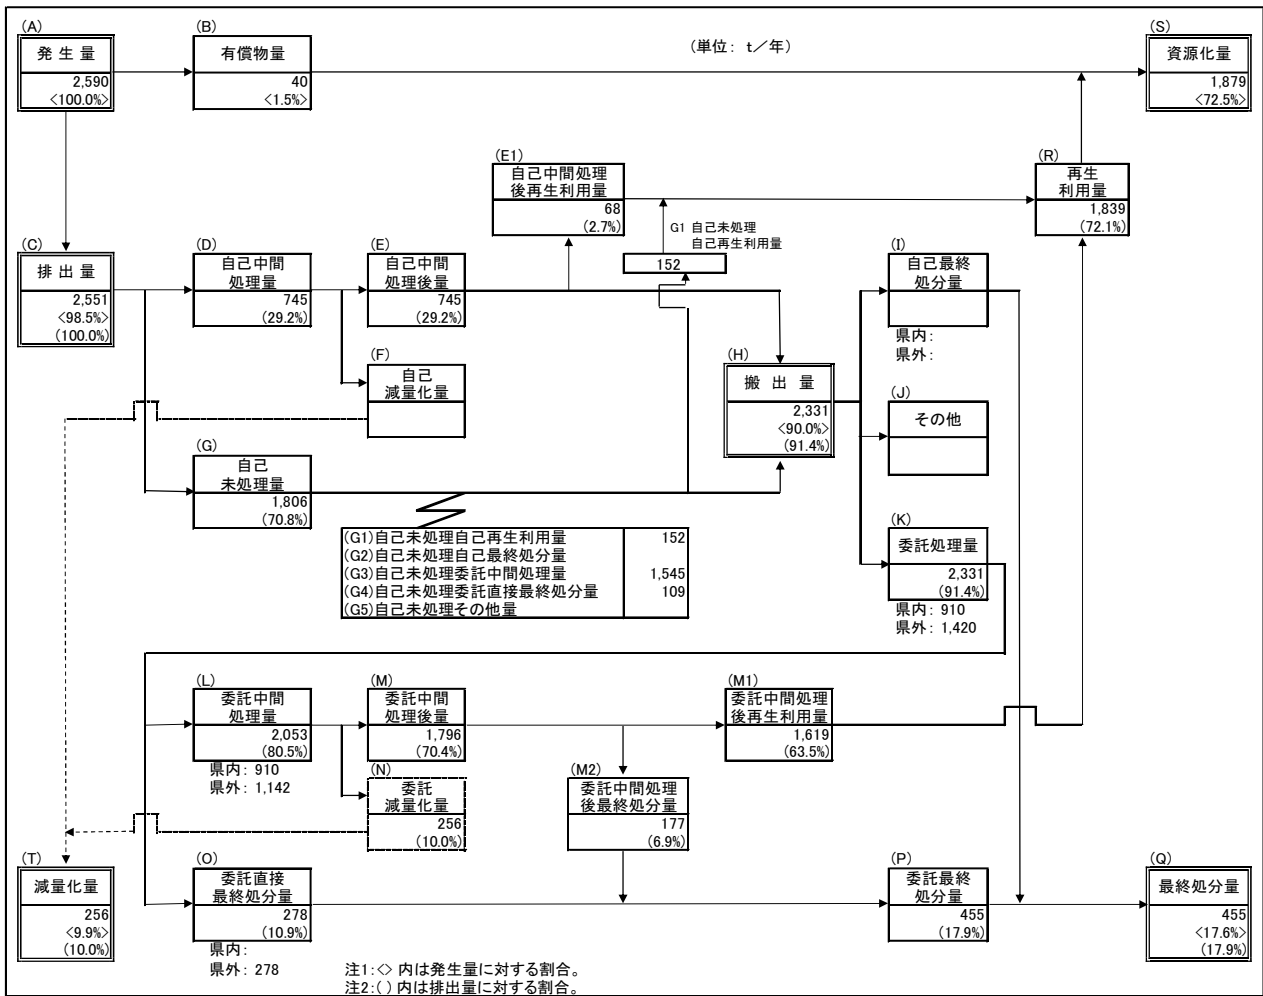 (A)
発生量
2,590
<100.0%>
(B)
有償物量
40
<1.5%>
(単位: t/年)
(S)
資源化量
1,879
<72.5%>
(E1)
自己中間処理
後再生利用量
68
(2.7%)
G1 自己未処理
自己再生利用量
152
(R)
再生
利用量
1,839
(72.1%)
(C)
排出量
2,551
<98.5%>
(100.0%)
(D)
自己中間
処理量
745
(29.2%)
(E)
自己中間
処理後量
745
(29.2%)
(F)
自己
減量化量
(G)
自己
未処理量
1,806
(70.8%)
(G1)自己未処理自己再生利用量 152
(G2)自己未処理自己最終処分量
(G3)自己未処理委託中間処理量 1,545
(G4)自己未処理委託直接最終処分量 109
(G5)自己未処理その他量
(H)
搬出量
2,331
<90.0%>
(91.4%)
(I)
自己最終
処分量
県内:
県外:
(J)
その他
(K)
委託処理量
2,331
(91.4%)
県内: 910
県外: 1,420
(L)
委託中間
処理量
2,053
(80.5%)
県内: 910
県外: 1,142
(M)
委託中間
処理後量
1,796
(70.4%)
(N)
委託
減量化量
256
(10.0%)
(M1)
委託中間処理
後再生利用量
1,619
(63.5%)
(M2)
委託中間処理
後最終処分量
177
(6.9%)
(T)
減量化量
256
<9.9%>
(10.0%)
(O)
委託直接
最終処分量
278
(10.9%)
県内:
県外: 278
(P)
委託最終
処分量
455
(17.9%)
(Q)
最終処分量
455
<17.6%>
(17.9%)
注1:<> 内は発生量に対する割合。
注2:( ) 内は排出量に対する割合。